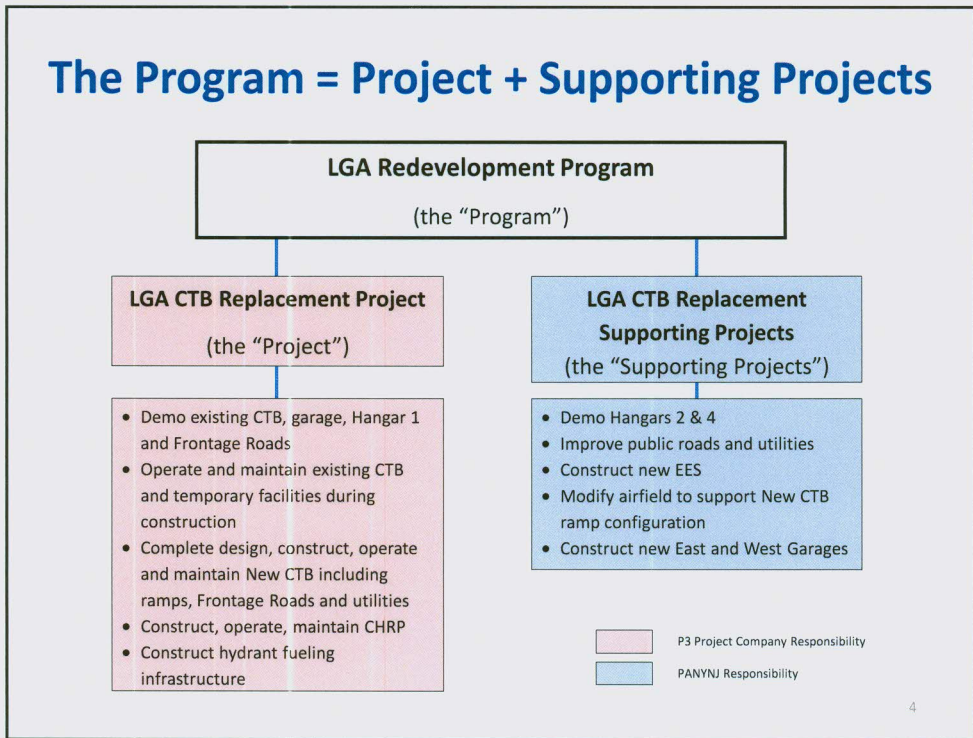 The Program = Project + Supporting Projects
LGA Redevelopment Program
(the “Program”)
LGA CTB Replacement Project
(the “Project”)
• Demo existing CTB, garage, Hangar 1
and Frontage Roads
• Operate and maintain existing CTB
and temporary facilities during
construction
• Complete design, construct, operate
and maintain New CTB including
ramps, Frontage Roads and utilities
• Construct, operate, maintain CHRP
• Construct hydrant fueling
infrastructure
LGA CTB Replacement
Supporting Projects
(the “Supporting Projects”)
• Demo Hangars 2 & 4
• Improve public roads and utilities
• Construct new EES
• Modify airfield to support New CTB
ramp configuration
• Construct new East and West Garages
P3 Project Company Responsibility
PANYNJ Responsibility
4